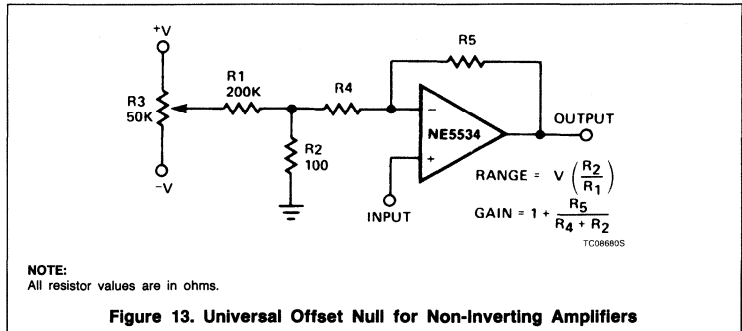 +V
R5
R1
200K
R4
R3
50K
−
NE5534
OUTPUT
R2
100
+
−V
INPUT
RANGE = V (R2/R1)
GAIN = 1 + R5/(R4 + R2)
TC08680S
NOTE:
All resistor values are in ohms.
Figure 13. Universal Offset Null for Non-Inverting Amplifiers